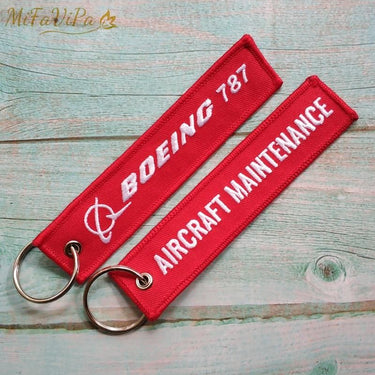 MiFaViPa
BOEING 787
AIRCRAFT MAINTENANCE